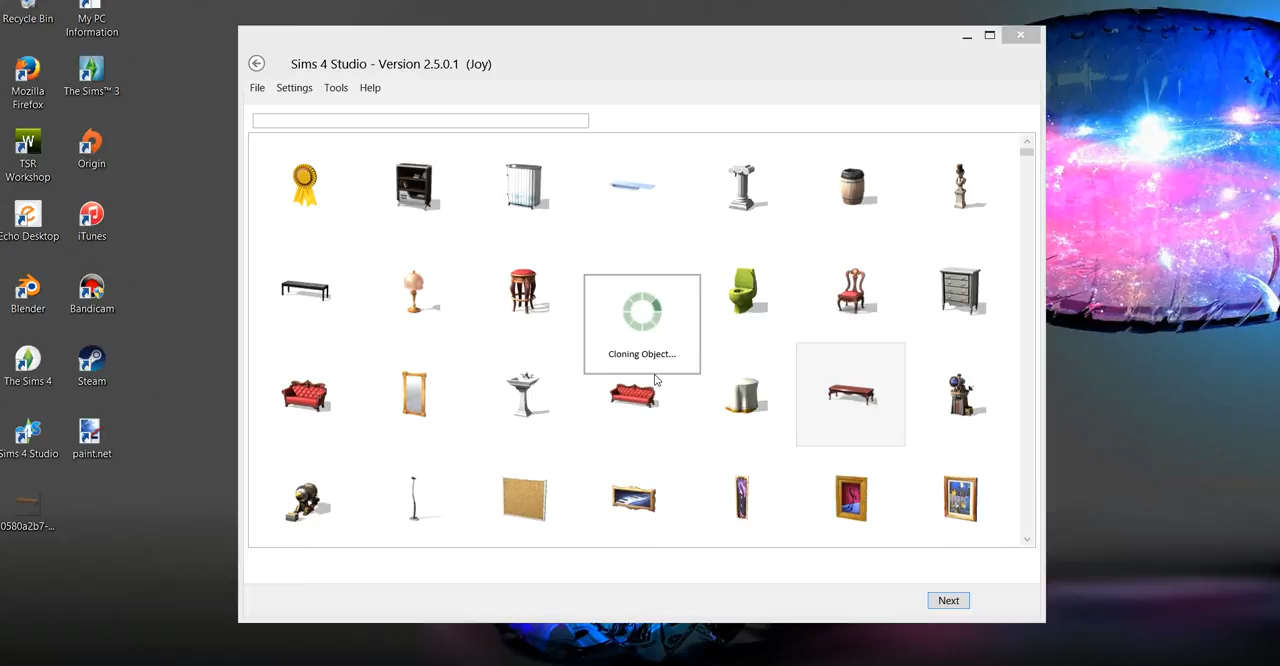 Recycle Bin
My PC
Information
Mozilla
Firefox
The Sims™ 3
W
TSR
Workshop
Origin
Echo Desktop
iTunes
Blender
Bandicam
The Sims 4
Steam
Sims 4 Studio
paint.net
0580a2b7-...
Sims 4 Studio - Version 2.5.0.1 (Joy)
File Settings Tools Help
Cloning Object...
Next